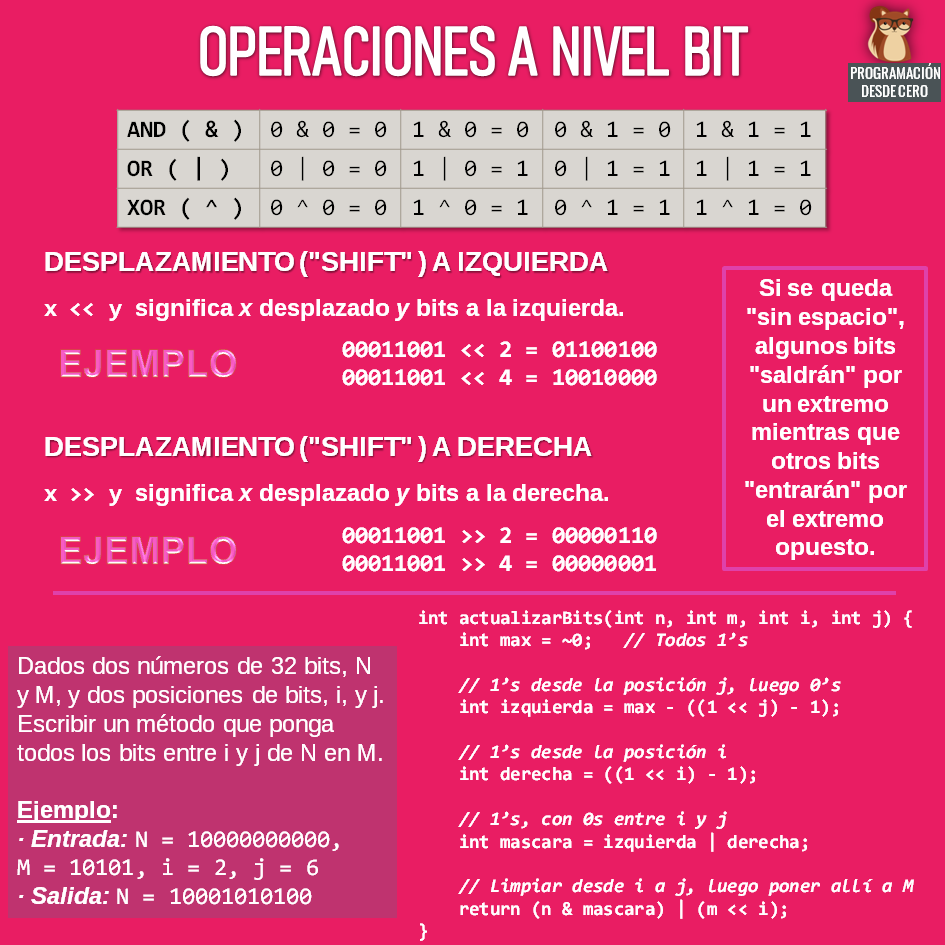 OPERACIONES A NIVEL BIT
PROGRAMACIÓN
DESDE CERO
AND ( & ) 0 & 0 = 0 1 & 0 = 0 0 & 1 = 0 1 & 1 = 1
OR ( | ) 0 | 0 = 0 1 | 0 = 1 0 | 1 = 1 1 | 1 = 1
XOR ( ^ ) 0 ^ 0 = 0 1 ^ 0 = 1 0 ^ 1 = 1 1 ^ 1 = 0
DESPLAZAMIENTO ("SHIFT" ) A IZQUIERDA
x << y significa x desplazado y bits a la izquierda.
EJEMPLO
00011001 << 2 = 01100100
00011001 << 4 = 10010000
DESPLAZAMIENTO ("SHIFT" ) A DERECHA
x >> y significa x desplazado y bits a la derecha.
EJEMPLO
00011001 >> 2 = 00000110
00011001 >> 4 = 00000001
Si se queda
"sin espacio",
algunos bits
"saldrán" por
un extremo
mientras que
otros bits
"entrarán" por
el extremo
opuesto.
Dados dos números de 32 bits, N
y M, y dos posiciones de bits, i, y j.
Escribir un método que ponga
todos los bits entre i y j de N en M.
Ejemplo:
· Entrada: N = 10000000000,
M = 10101, i = 2, j = 6
· Salida: N = 10001010100
int actualizarBits(int n, int m, int i, int j) {
int max = ~0; // Todos 1’s
// 1’s desde la posición j, luego 0’s
int izquierda = max - ((1 << j) - 1);
// 1’s desde la posición i
int derecha = ((1 << i) - 1);
// 1’s, con 0s entre i y j
int mascara = izquierda | derecha;
// Limpiar desde i a j, luego poner allí a M
return (n & mascara) | (m << i);
}